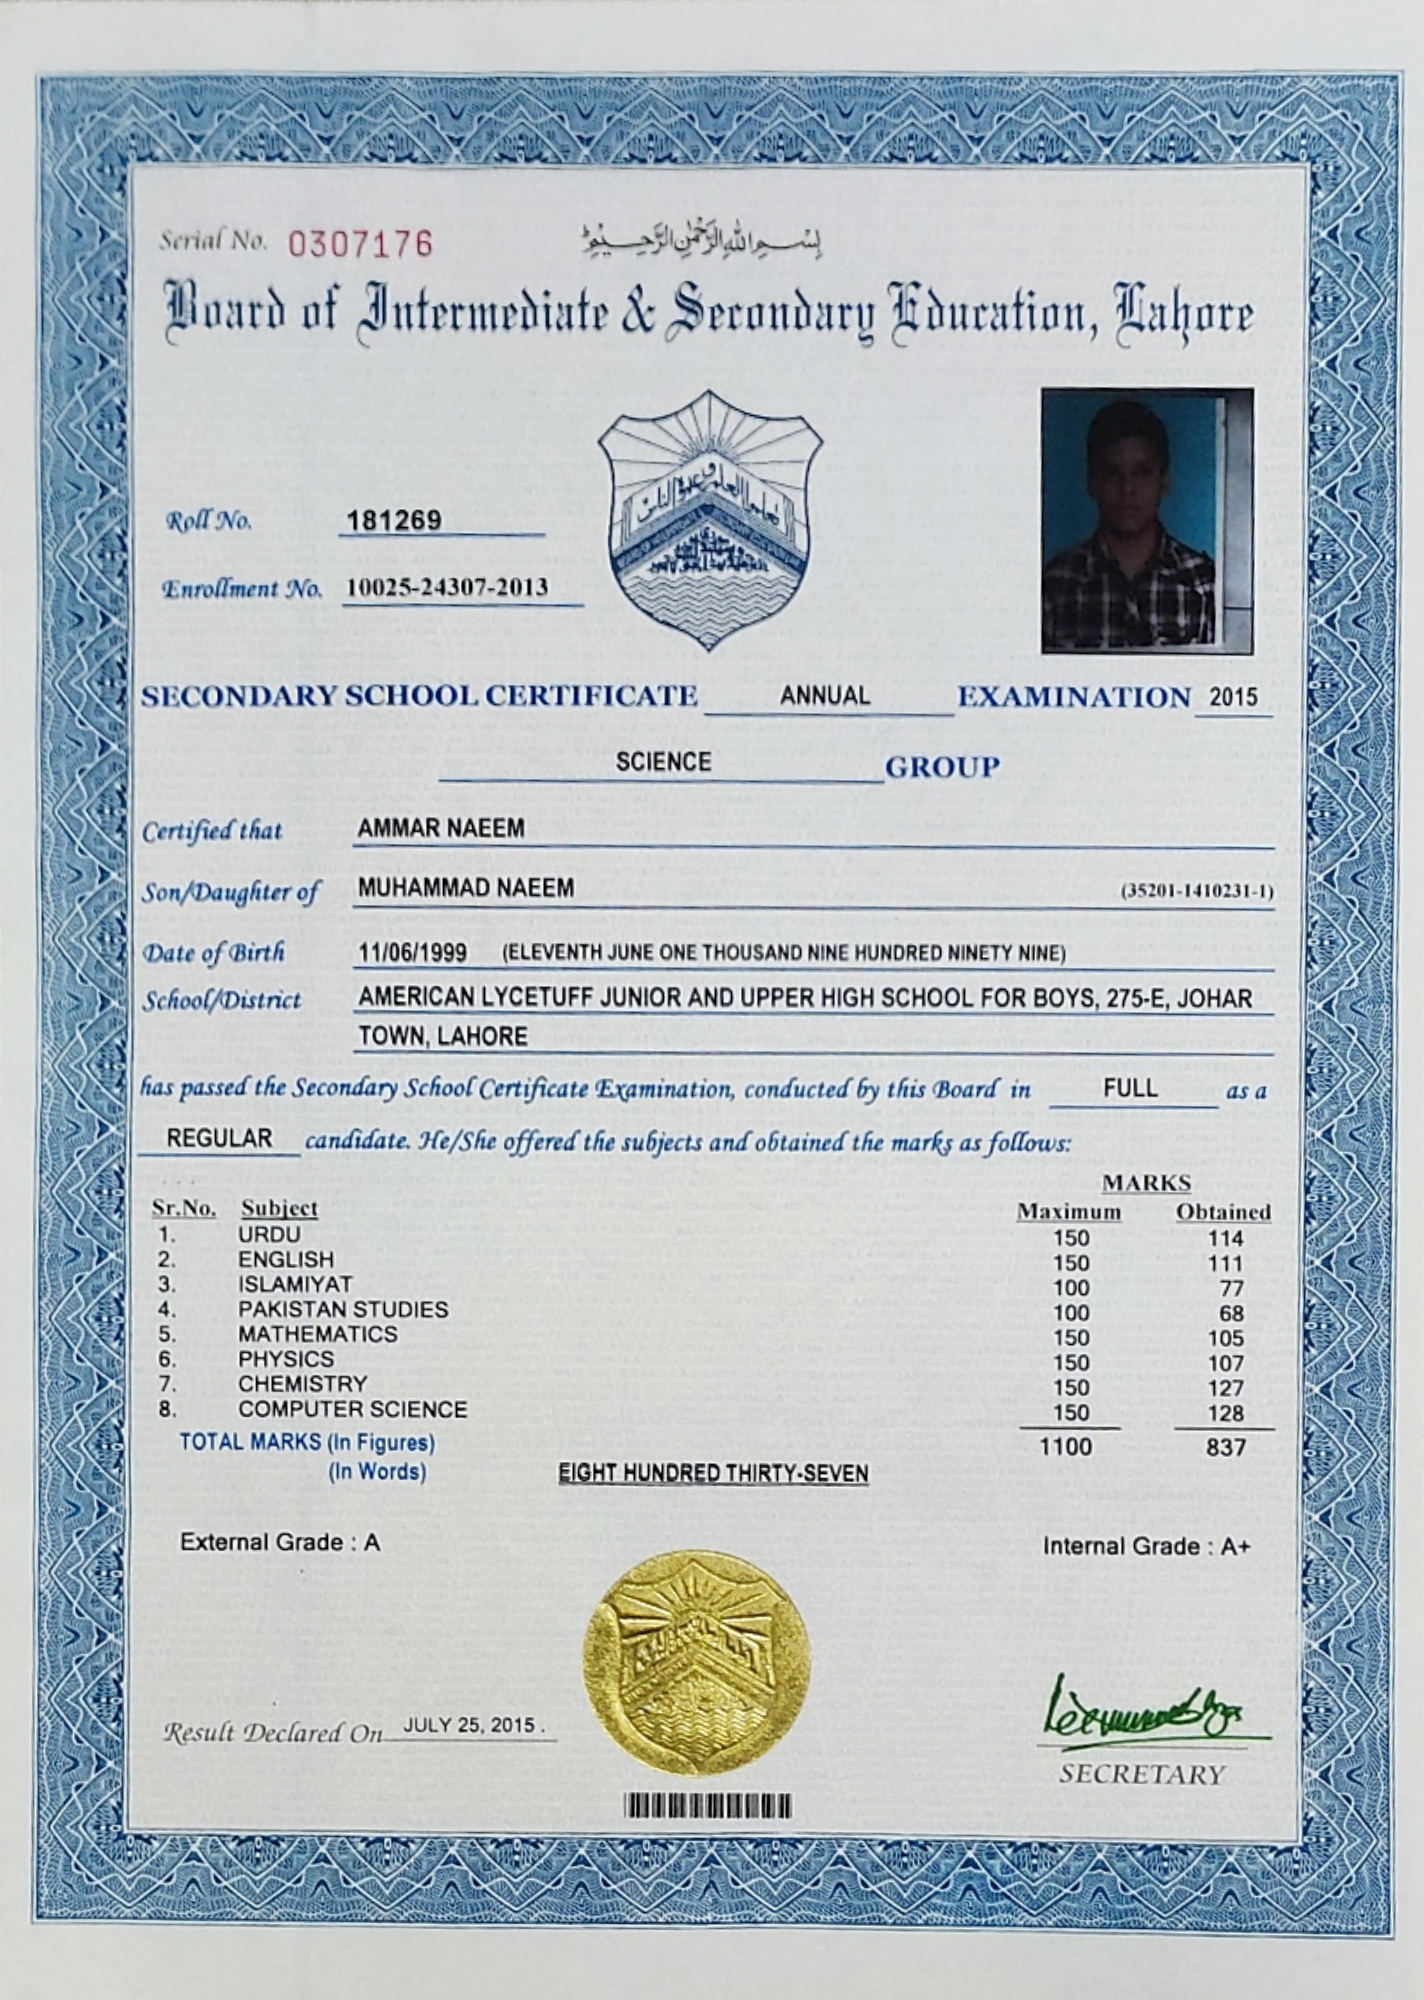 Serial No. 0307176
بسم الله الرحمن الرحيم
Board of Intermediate & Secondary Education, Lahore
Roll No. 181269
Enrollment No. 10025-24307-2013
SECONDARY SCHOOL CERTIFICATE ANNUAL EXAMINATION 2015
SCIENCE GROUP
Certified that AMMAR NAEEM
Son/Daughter of MUHAMMAD NAEEM (35201-1410231-1)
Date of Birth 11/06/1999 (ELEVENTH JUNE ONE THOUSAND NINE HUNDRED NINETY NINE)
School/District AMERICAN LYCETUFF JUNIOR AND UPPER HIGH SCHOOL FOR BOYS, 275-E, JOHAR
TOWN, LAHORE
has passed the Secondary School Certificate Examination, conducted by this Board in FULL as a
REGULAR candidate. He/She offered the subjects and obtained the marks as follows:
MARKS
Sr.No. Subject Maximum Obtained
1. URDU 150 114
2. ENGLISH 150 111
3. ISLAMIYAT 100 77
4. PAKISTAN STUDIES 100 68
5. MATHEMATICS 150 105
6. PHYSICS 150 107
7. CHEMISTRY 150 127
8. COMPUTER SCIENCE 150 128
TOTAL MARKS (In Figures) 1100 837
(In Words) EIGHT HUNDRED THIRTY-SEVEN
External Grade : A Internal Grade : A+
Result Declared On JULY 25, 2015 .
SECRETARY